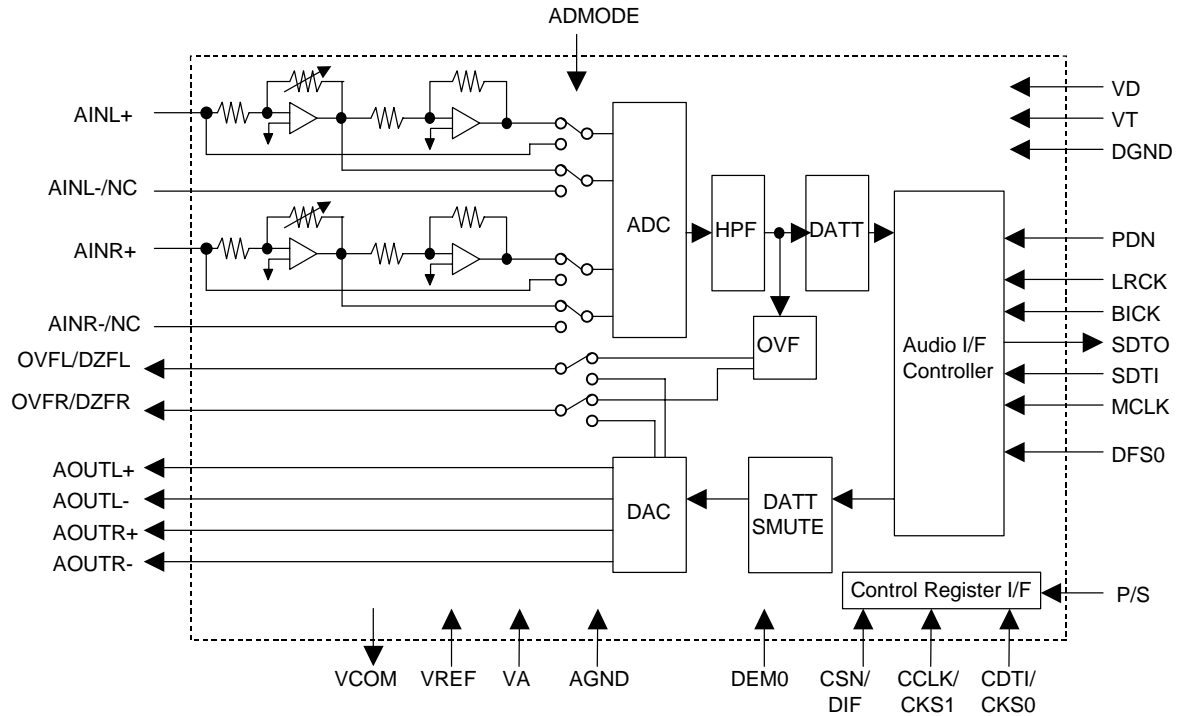 ADMODE
AINL+
AINL-/NC
AINR+
AINR-/NC
OVFL/DZFL
OVFR/DZFR
AOUTL+
AOUTL-
AOUTR+
AOUTR-
ADC
HPF
DATT
OVF
Audio I/F
Controller
DAC
DATT
SMUTE
Control Register I/F
VD
VT
DGND
PDN
LRCK
BICK
SDTO
SDTI
MCLK
DFS0
P/S
VCOM
VREF
VA
AGND
DEM0
CSN/
DIF
CCLK/
CKS1
CDTI/
CKS0